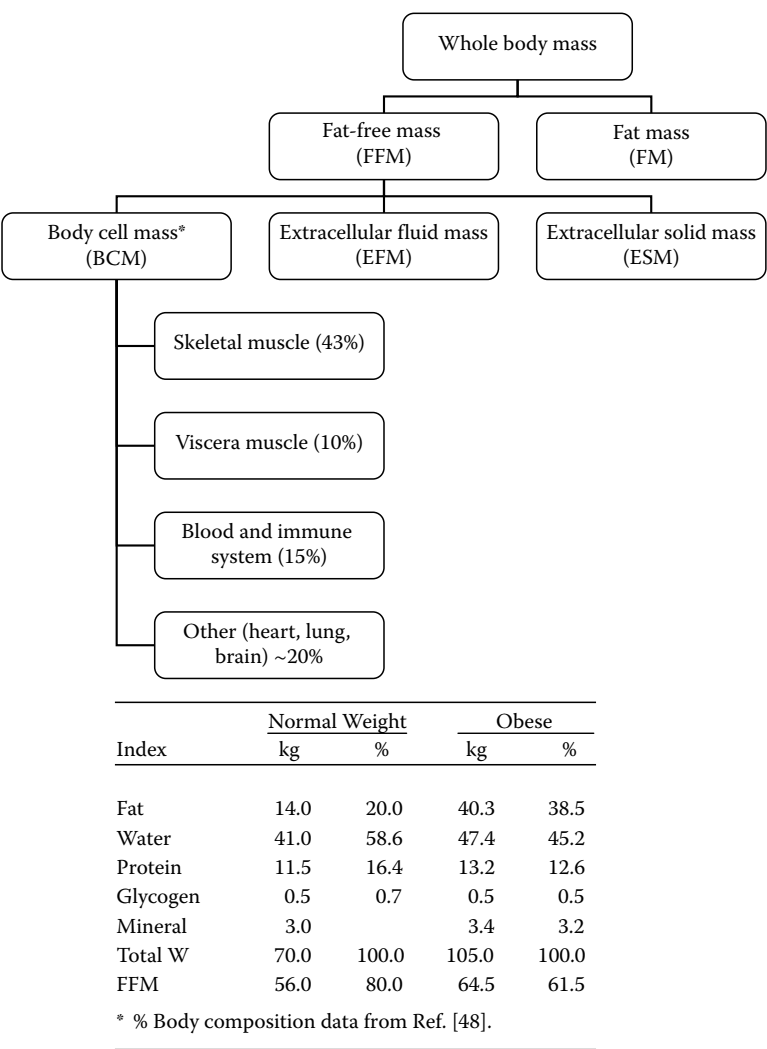 Whole body mass
Fat-free mass
(FFM)
Fat mass
(FM)
Body cell mass*
(BCM)
Extracellular fluid mass
(EFM)
Extracellular solid mass
(ESM)
Skeletal muscle (43%)
Viscera muscle (10%)
Blood and immune
system (15%)
Other (heart, lung,
brain) ~20%
Normal Weight Obese
Index kg % kg %
Fat 14.0 20.0 40.3 38.5
Water 41.0 58.6 47.4 45.2
Protein 11.5 16.4 13.2 12.6
Glycogen 0.5 0.7 0.5 0.5
Mineral 3.0 3.4 3.2
Total W 70.0 100.0 105.0 100.0
FFM 56.0 80.0 64.5 61.5
* % Body composition data from Ref. [48].